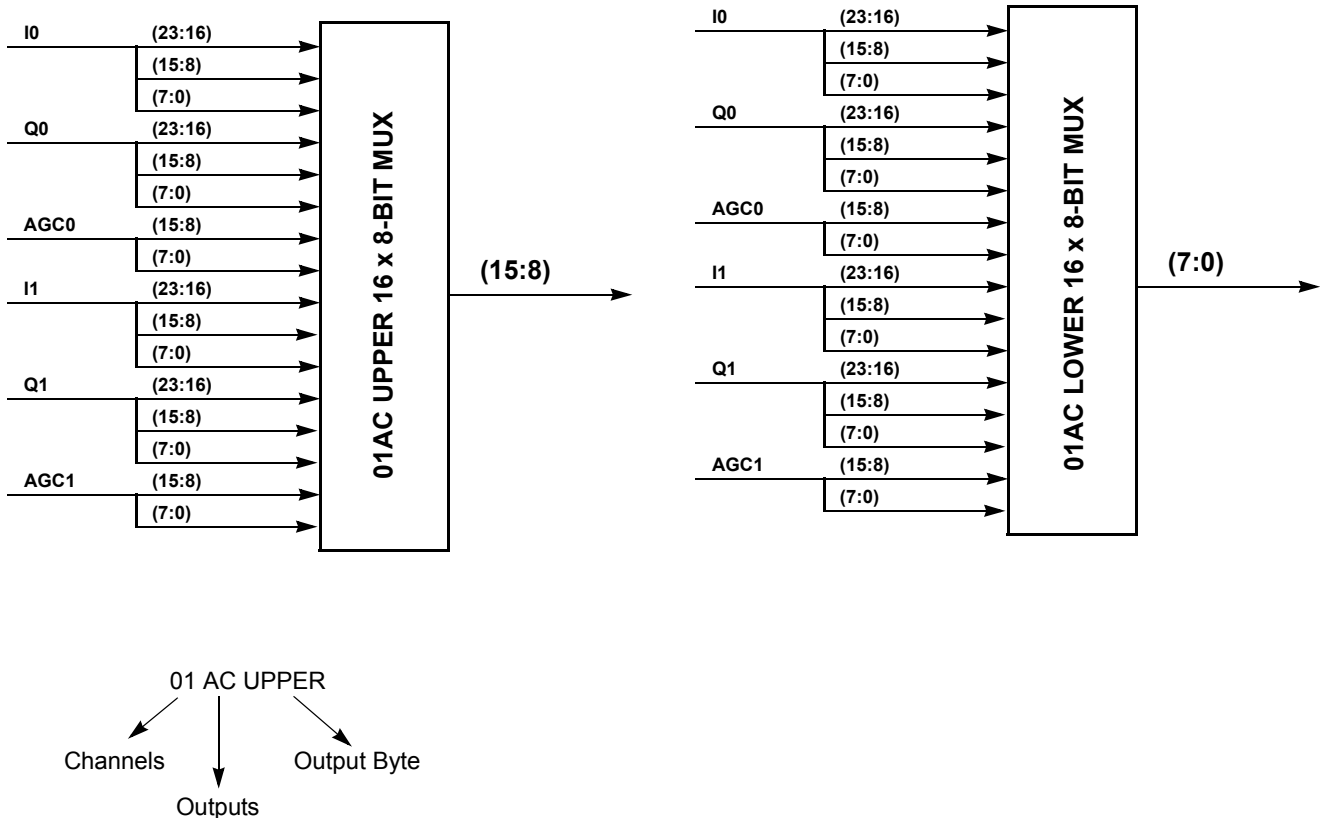 I0 (23:16)
(15:8)
(7:0)
Q0 (23:16)
(15:8)
(7:0)
AGC0 (15:8)
(7:0)
I1 (23:16)
(15:8)
(7:0)
Q1 (23:16)
(15:8)
(7:0)
AGC1 (15:8)
(7:0)
01AC UPPER 16 x 8-BIT MUX
(15:8)
I0 (23:16)
(15:8)
(7:0)
Q0 (23:16)
(15:8)
(7:0)
AGC0 (15:8)
(7:0)
I1 (23:16)
(15:8)
(7:0)
Q1 (23:16)
(15:8)
(7:0)
AGC1 (15:8)
(7:0)
01AC LOWER 16 x 8-BIT MUX
(7:0)
01 AC UPPER
Channels
Output Byte
Outputs